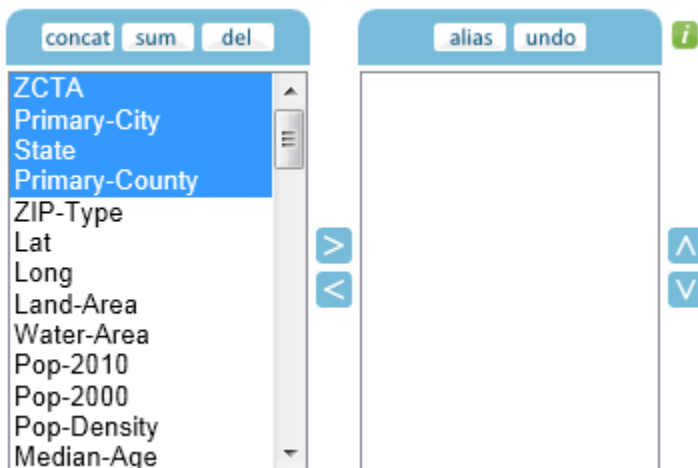 concat sum del
alias undo
i
ZCTA
Primary-City
State
Primary-County
ZIP-Type
Lat
Long
Land-Area
Water-Area
Pop-2010
Pop-2000
Pop-Density
Median-Age